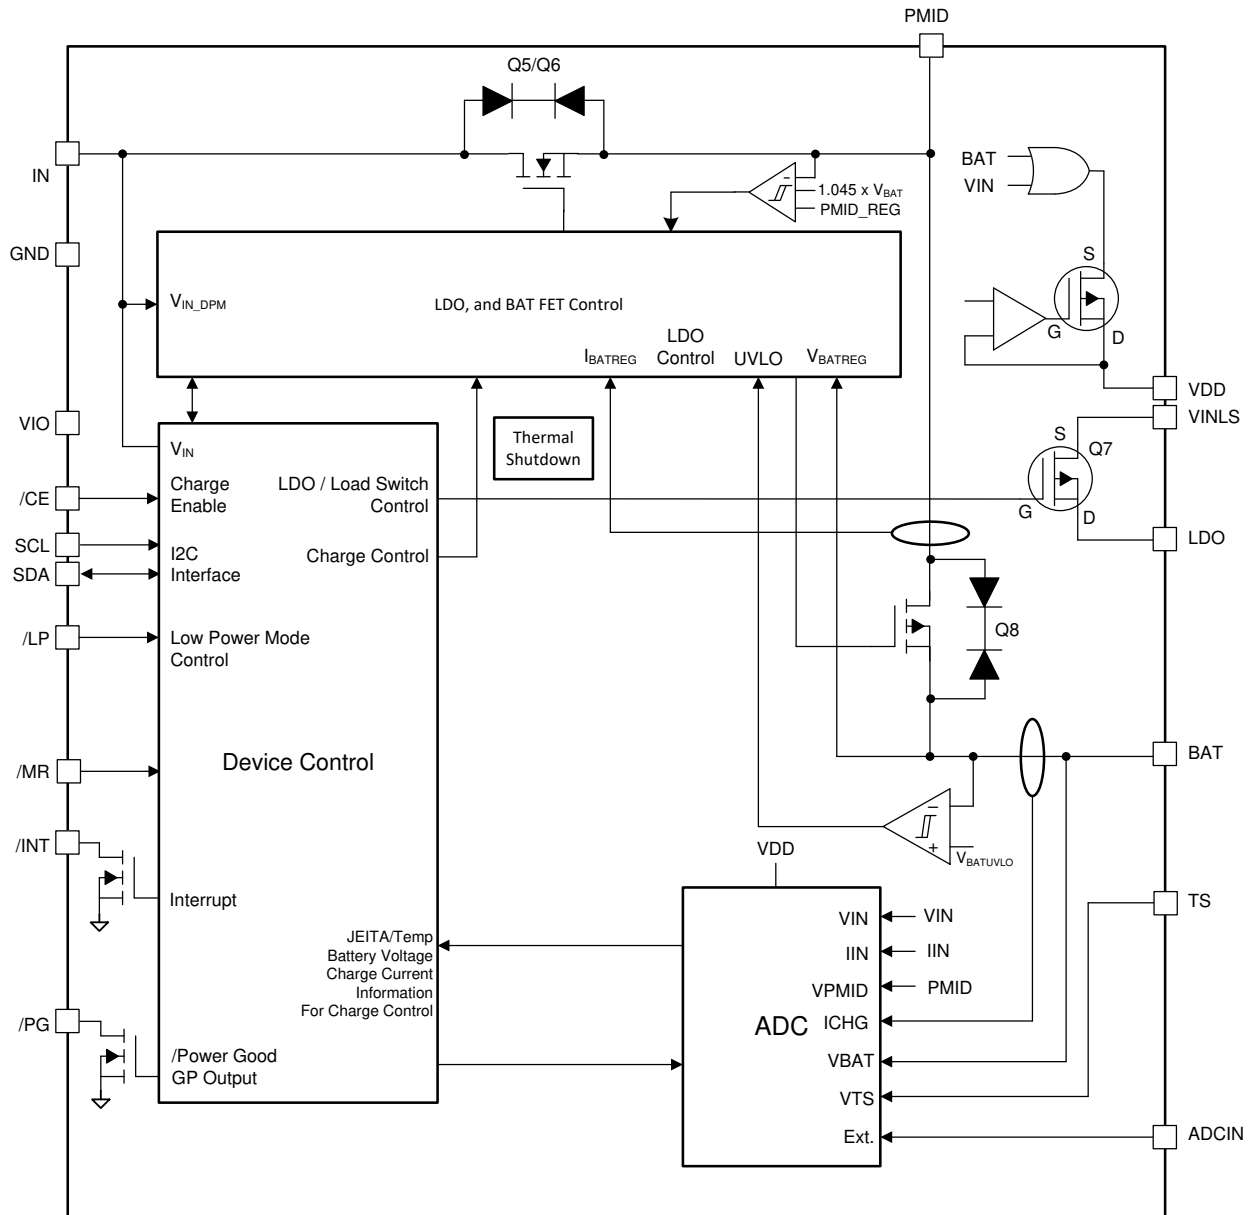 PMID
Q5/Q6
IN
BAT
VIN
1.045 x VBAT
PMID_REG
GND
S
VIN_DPM
LDO, and BAT FET Control
G
D
LDO
Control
IBATREG
UVLO
VBATREG
VDD
VINLS
VIO
Thermal
Shutdown
VIN
S
Q7
Charge
Enable
LDO / Load Switch
Control
/CE
G
D
LDO
SCL
SDA
I2C
Interface
Charge Control
/LP
Low Power Mode
Control
Q8
Device Control
/MR
BAT
-
+
VBATUVLO
/INT
Interrupt
VDD
TS
JEITA/Temp
Battery Voltage
Charge Current
Information
For Charge Control
VIN
VIN
IIN
IIN
VPMID
PMID
ADC
ICHG
VBAT
VTS
Ext.
ADCIN
/PG
/Power Good
GP Output